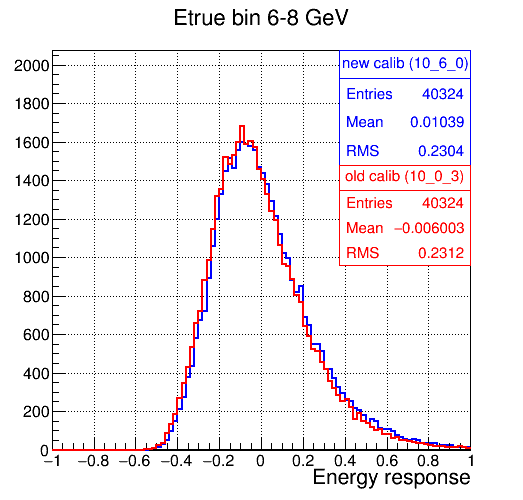 Etrue bin 6-8 GeV
new calib (10_6_0)
Entries 40324
Mean 0.01039
RMS 0.2304
old calib (10_0_3)
Entries 40324
Mean −0.006003
RMS 0.2312
2000
1800
1600
1400
1200
1000
800
600
400
200
0
−1 −0.8 −0.6 −0.4 −0.2 0 0.2 0.4 0.6 0.8 1
Energy response